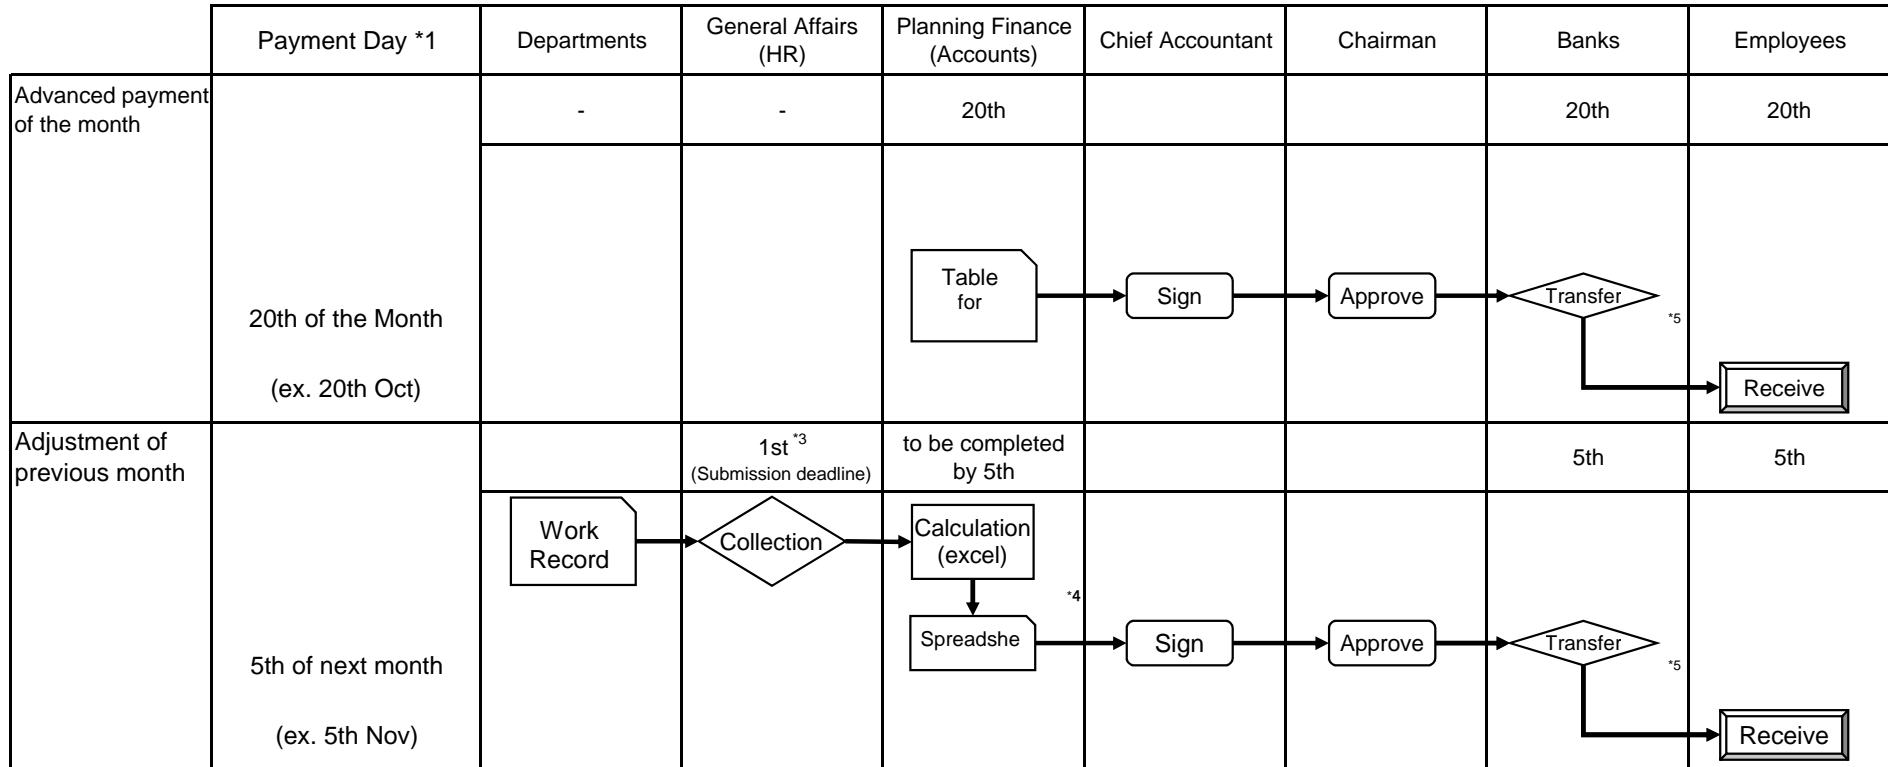 Payment Day *1
Departments
General Affairs
(HR)
Planning Finance
(Accounts)
Chief Accountant
Chairman
Banks
Employees
Advanced payment
of the month
-
-
20th
20th
20th
20th of the Month
(ex. 20th Oct)
Table
for
Sign
Approve
Transfer
*5
Receive
Adjustment of
previous month
1st *3
(Submission deadline)
to be completed
by 5th
5th
5th
5th of next month
(ex. 5th Nov)
Work
Record
Collection
Calculation
(excel)
*4
Spreadshe
Sign
Approve
Transfer
*5
Receive